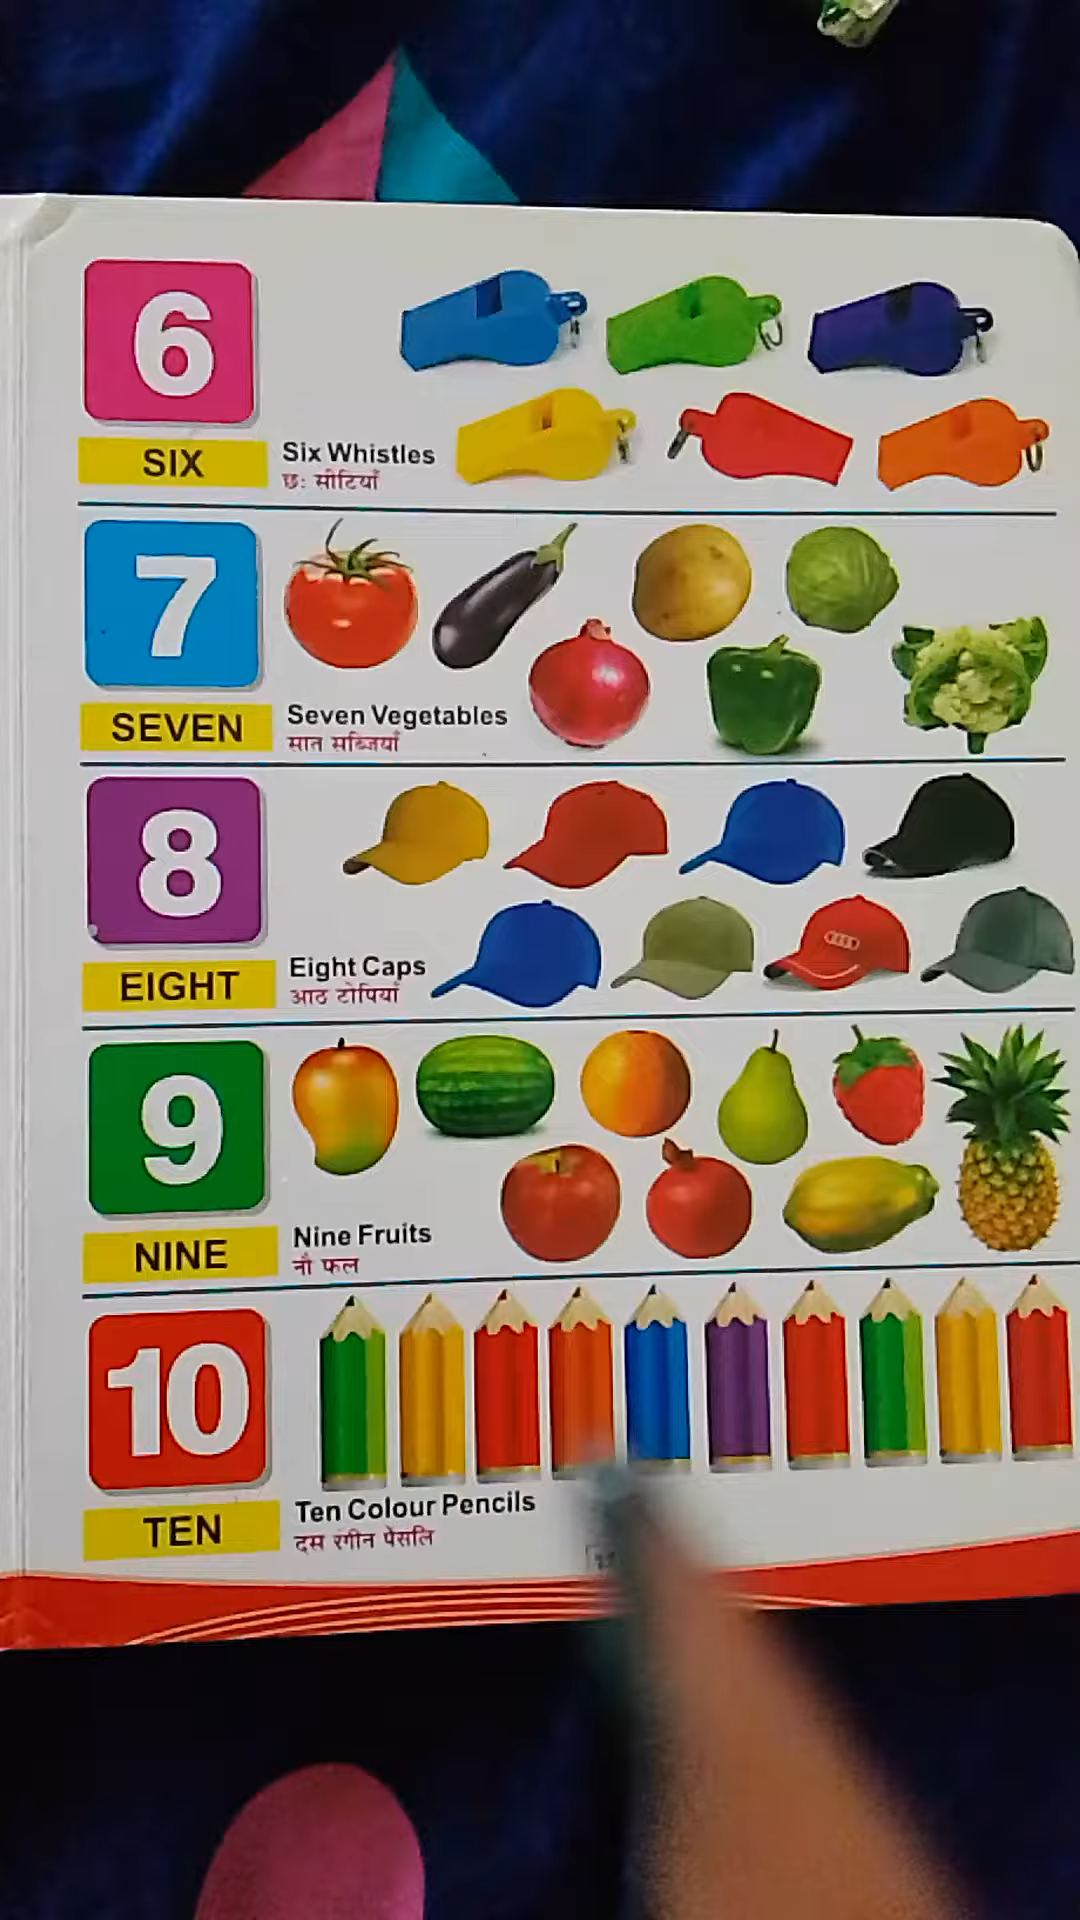 6
SIX
Six Whistles
छ: सीटियाँ
7
SEVEN
Seven Vegetables
सात सब्जियाँ
8
EIGHT
Eight Caps
आठ टोपियाँ
9
NINE
Nine Fruits
नौ फल
10
TEN
Ten Colour Pencils
दस रंगीन पेंसलि